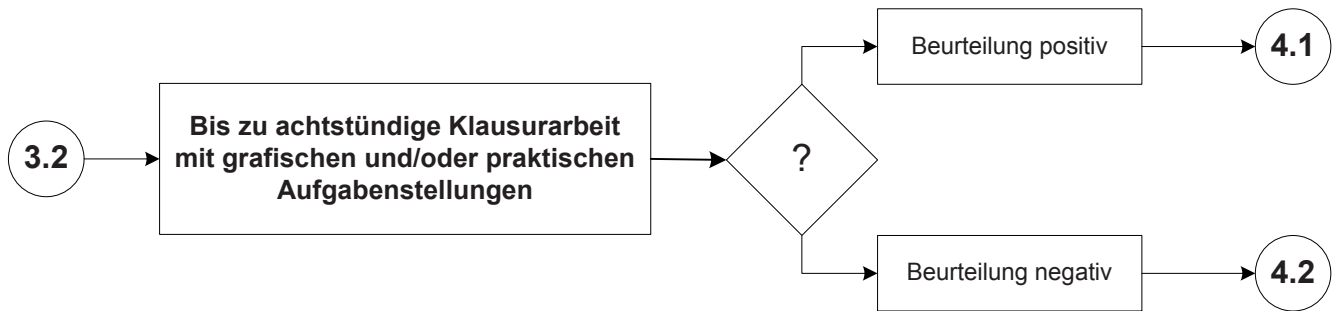 3.2
Bis zu achtstündige Klausurarbeit
mit grafischen und/oder praktischen
Aufgabenstellungen
?
Beurteilung positiv
4.1
Beurteilung negativ
4.2